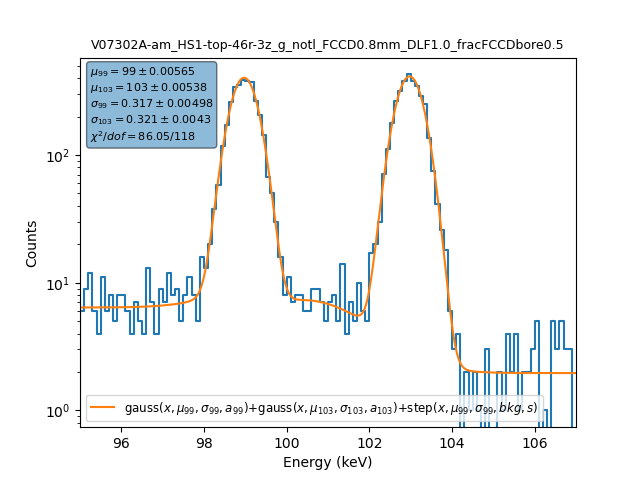 V07302A-am_HS1-top-46r-3z_g_notl_FCCD0.8mm_DLF1.0_fracFCCDbore0.5
μ₉₉ = 99 ± 0.00565
μ₁₀₃ = 103 ± 0.00538
σ₉₉ = 0.317 ± 0.00498
σ₁₀₃ = 0.321 ± 0.0043
χ²/dof = 86.05/118
10²
10¹
10⁰
Counts
gauss(x, μ₉₉, σ₉₉, a₉₉)+gauss(x, μ₁₀₃, σ₁₀₃, a₁₀₃)+step(x, μ₉₉, σ₉₉, bkg, s)
96 98 100 102 104 106
Energy (keV)